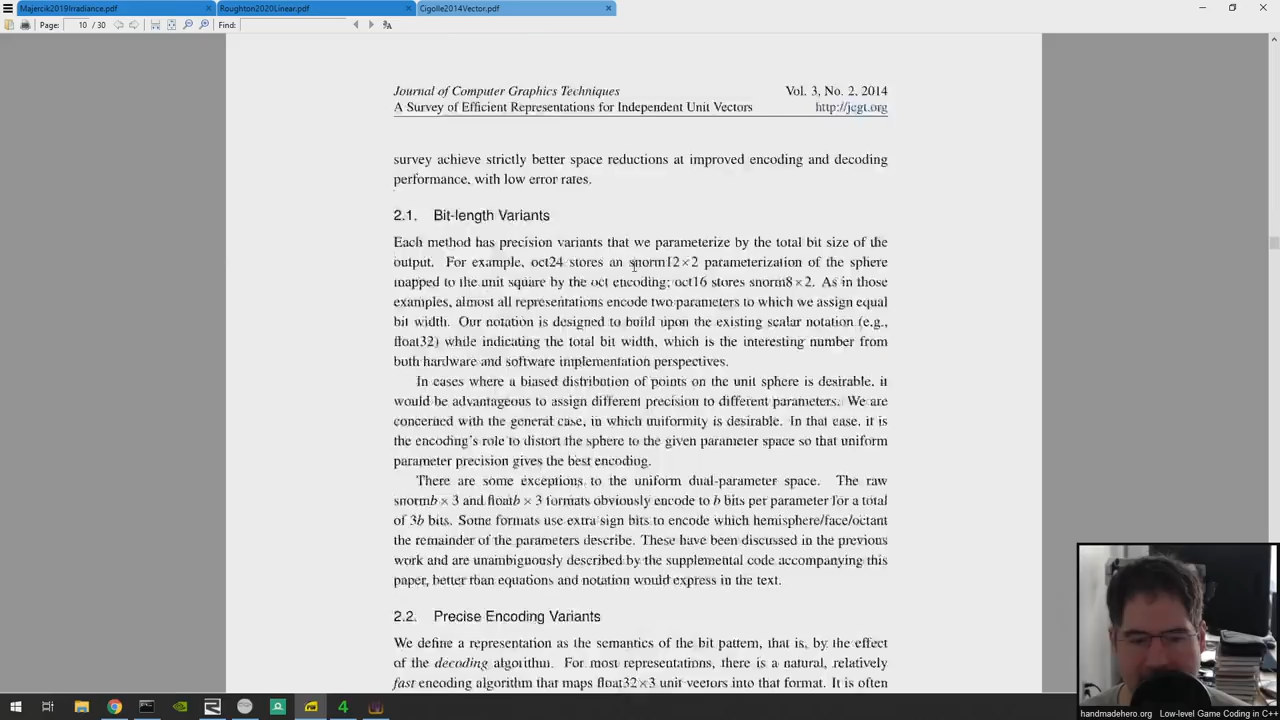 Majercik2019Irradiance.pdf
Roughton2020Linear.pdf
Cigolle2014Vector.pdf
Page: 10 / 30 Find:
Journal of Computer Graphics Techniques
Vol. 3, No. 2, 2014
A Survey of Efficient Representations for Independent Unit Vectors
http://jcgt.org
survey achieve strictly better space reductions at improved encoding and decoding
performance, with low error rates.
2.1. Bit-length Variants
Each method has precision variants that we parameterize by the total bit size of the
output. For example, oct24 stores an snorm12×2 parameterization of the sphere
mapped to the unit square by the oct encoding; oct16 stores snorm8×2. As in those
examples, almost all representations encode two parameters to which we assign equal
bit width. Our notation is designed to build upon the existing scalar notation (e.g.,
float32) while indicating the total bit width, which is the interesting number from
both hardware and software implementation perspectives.
In cases where a biased distribution of points on the unit sphere is desirable, it
would be advantageous to assign different precision to different parameters. We are
concerned with the general case, in which uniformity is desirable. In that case, it is
the encoding's role to distort the sphere to the given parameter space so that uniform
parameter precision gives the best encoding.
There are some exceptions to the uniform dual-parameter space. The raw
snormb × 3 and floatb × 3 formats obviously encode to b bits per parameter for a total
of 3b bits. Some formats use extra sign bits to encode which hemisphere/face/octant
the remainder of the parameters describe. These have been discussed in the previous
work and are unambiguously described by the supplemental code accompanying this
paper, better than equations and notation would express in the text.
2.2. Precise Encoding Variants
We define a representation as the semantics of the bit pattern, that is, by the effect
of the decoding algorithm. For most representations, there is a natural, relatively
fast encoding algorithm that maps float32×3 unit vectors into that format. It is often
handmadehero.org Low-level Game Coding in C++